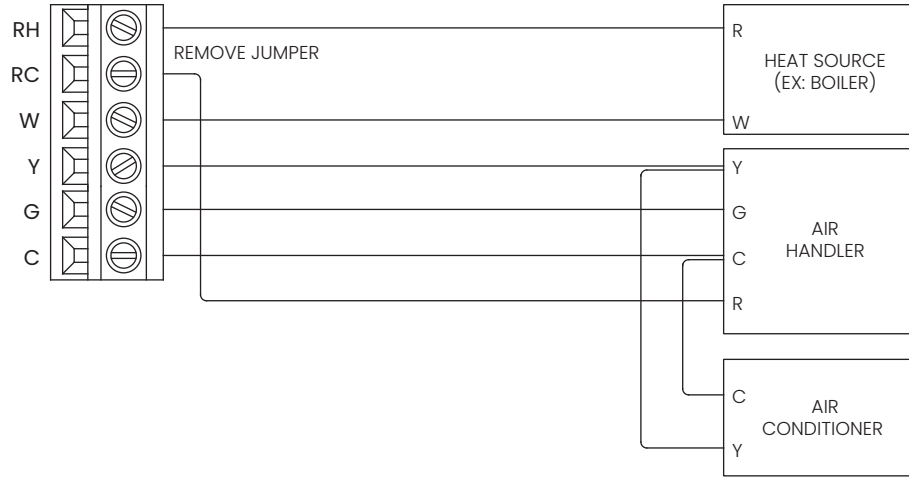 RH
RC
W
Y
G
C
REMOVE JUMPER
R
HEAT SOURCE
(EX: BOILER)
W
Y
G
AIR
HANDLER
C
R
C
AIR
CONDITIONER
Y